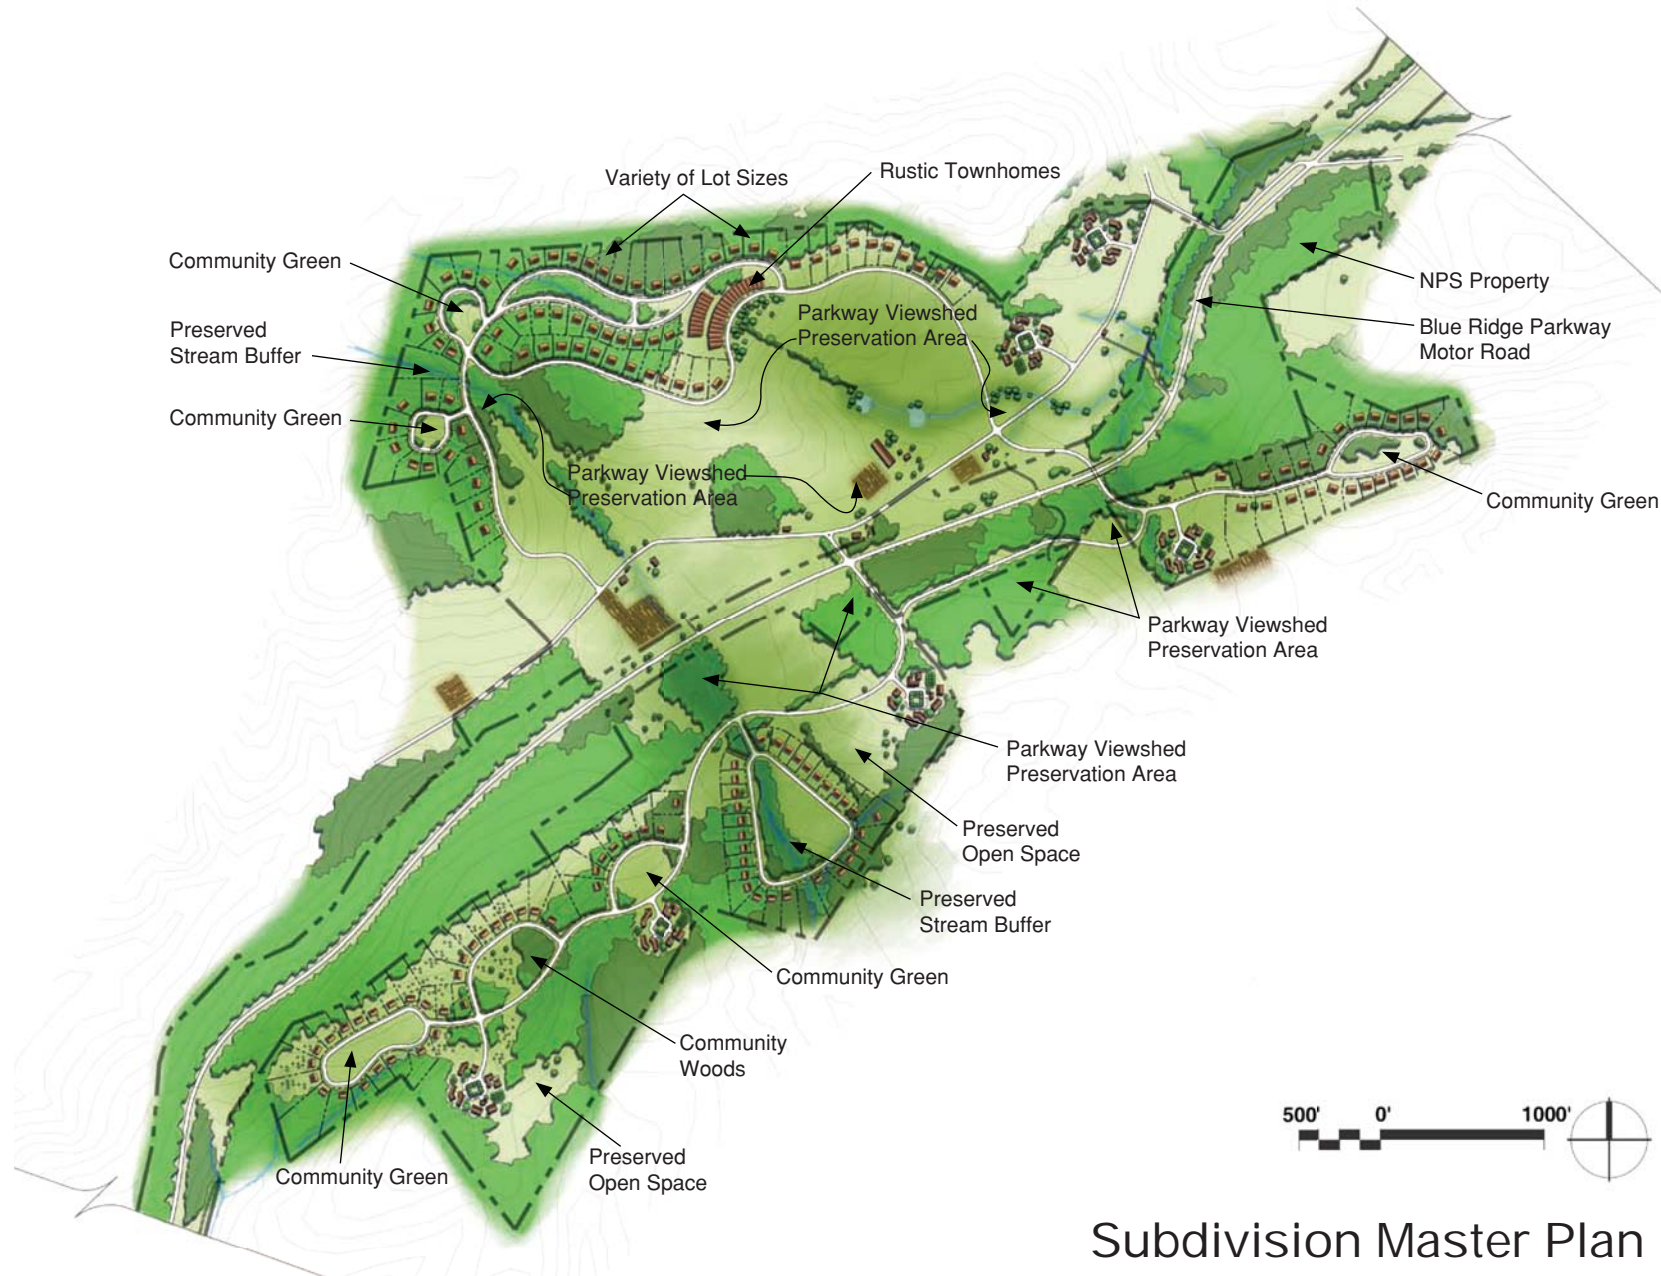 Variety of Lot Sizes
Rustic Townhomes
Community Green
NPS Property
Preserved
Stream Buffer
Parkway Viewshed
Preservation Area
Blue Ridge Parkway
Motor Road
Community Green
Parkway Viewshed
Preservation Area
Community Green
Parkway Viewshed
Preservation Area
Parkway Viewshed
Preservation Area
Preserved
Open Space
Preserved
Stream Buffer
Community Green
Community
Woods
Community Green
Preserved
Open Space
500' 0' 1000'
Subdivision Master Plan